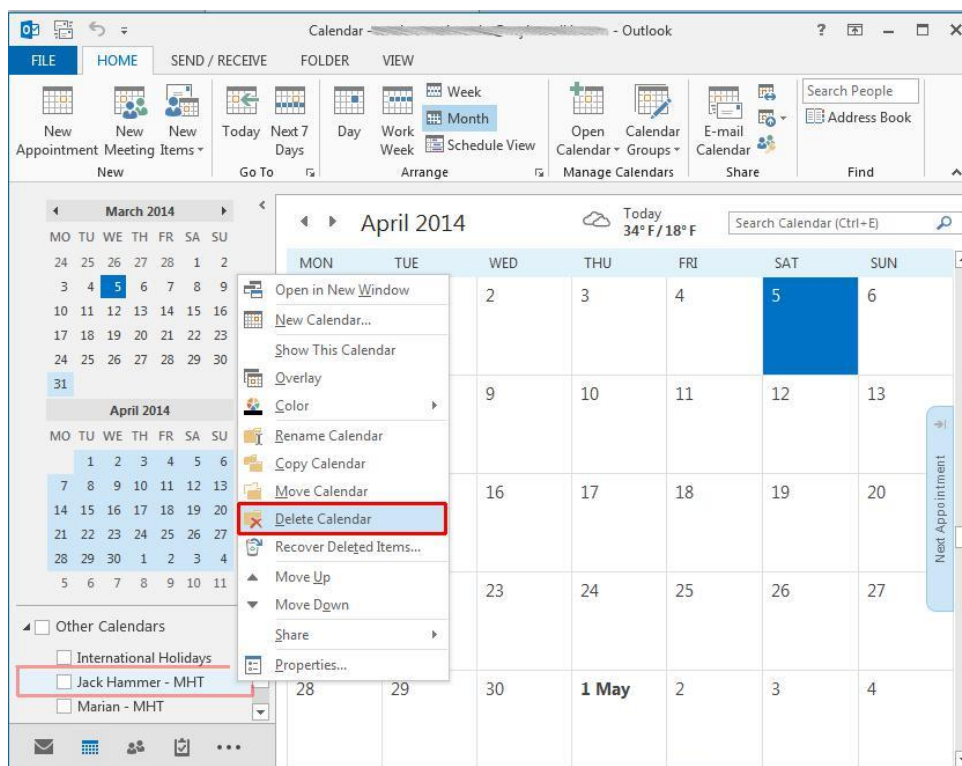 Calendar - - Outlook
FILE HOME SEND / RECEIVE FOLDER VIEW
New Appointment
New Meeting
New Items
New
Today
Next 7 Days
Go To
Day
Work Week
Week
Month
Schedule View
Arrange
Open Calendar
Calendar Groups
Manage Calendars
E-mail Calendar
Share
Search People
Address Book
Find
March 2014
MO TU WE TH FR SA SU
24 25 26 27 28 1 2
3 4 5 6 7 8 9
10 11 12 13 14 15 16
17 18 19 20 21 22 23
24 25 26 27 28 29 30
31
April 2014
MO TU WE TH FR SA SU
1 2 3 4 5 6
7 8 9 10 11 12 13
14 15 16 17 18 19 20
21 22 23 24 25 26 27
28 29 30 1 2 3 4
5 6 7 8 9 10 11
Other Calendars
International Holidays
Jack Hammer - MHT
Marian - MHT
Open in New Window
New Calendar...
Show This Calendar
Overlay
Color
Rename Calendar
Copy Calendar
Move Calendar
Delete Calendar
Recover Deleted Items...
Move Up
Move Down
Share
Properties...
April 2014
Today
34° F / 18° F
Search Calendar (Ctrl+E)
MON TUE WED THU FRI SAT SUN
2 3 4 5 6
9 10 11 12 13
16 17 18 19 20
23 24 25 26 27
28 29 30 1 May 2 3 4
Next Appointment